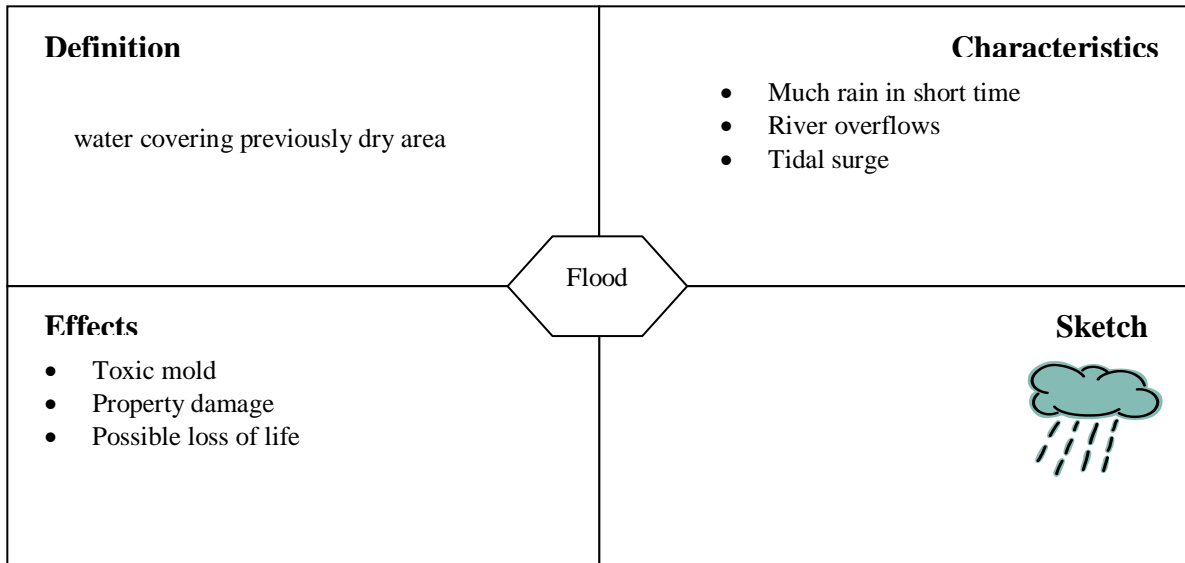 Definition
water covering previously dry area
Characteristics
• Much rain in short time
• River overflows
• Tidal surge
Flood
Effects
• Toxic mold
• Property damage
• Possible loss of life
Sketch